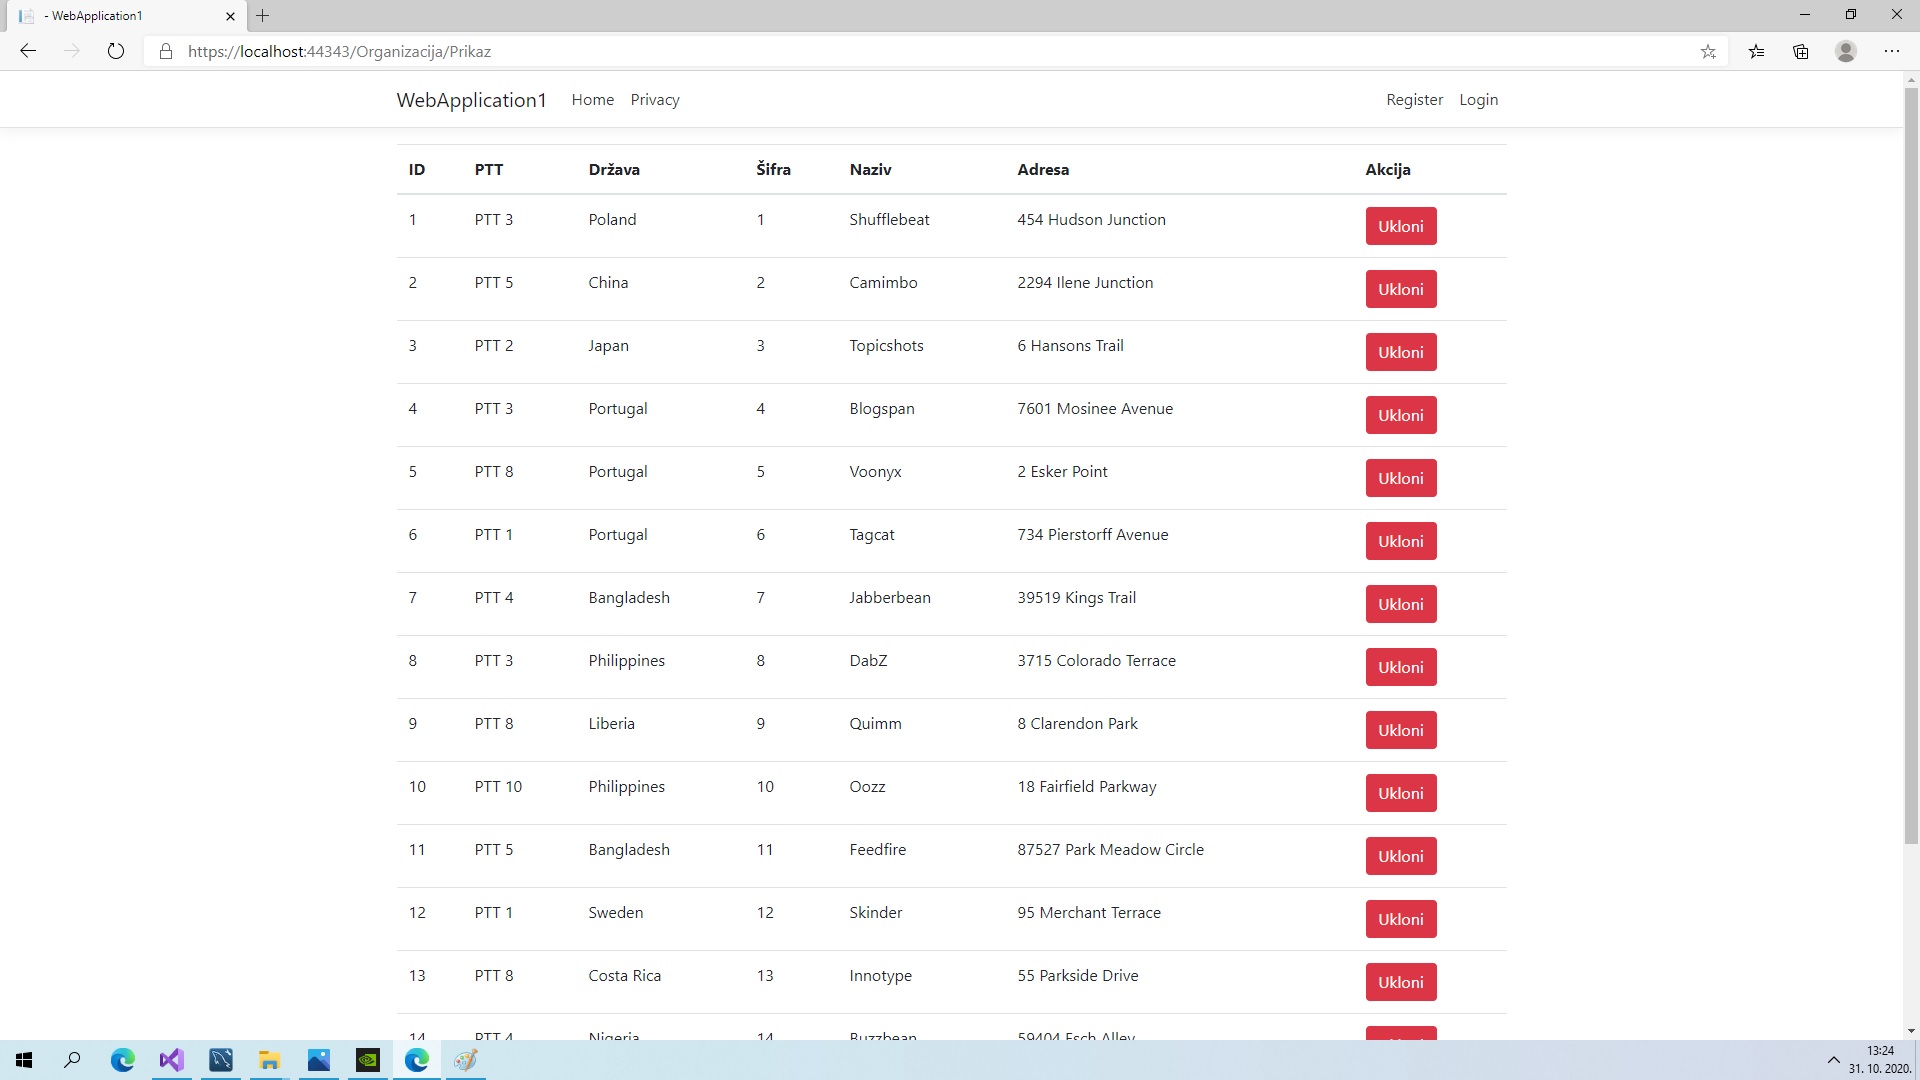 - WebApplication1
https://localhost:44343/Organizacija/Prikaz
WebApplication1 Home Privacy Register Login
ID PTT Država Šifra Naziv Adresa Akcija
1 PTT 3 Poland 1 Shufflebeat 454 Hudson Junction Ukloni
2 PTT 5 China 2 Camimbo 2294 Ilene Junction Ukloni
3 PTT 2 Japan 3 Topicshots 6 Hansons Trail Ukloni
4 PTT 3 Portugal 4 Blogspan 7601 Mosinee Avenue Ukloni
5 PTT 8 Portugal 5 Voonyx 2 Esker Point Ukloni
6 PTT 1 Portugal 6 Tagcat 734 Pierstorff Avenue Ukloni
7 PTT 4 Bangladesh 7 Jabberbean 39519 Kings Trail Ukloni
8 PTT 3 Philippines 8 DabZ 3715 Colorado Terrace Ukloni
9 PTT 8 Liberia 9 Quimm 8 Clarendon Park Ukloni
10 PTT 10 Philippines 10 Oozz 18 Fairfield Parkway Ukloni
11 PTT 5 Bangladesh 11 Feedfire 87527 Park Meadow Circle Ukloni
12 PTT 1 Sweden 12 Skinder 95 Merchant Terrace Ukloni
13 PTT 8 Costa Rica 13 Innotype 55 Parkside Drive Ukloni
14 PTT 4 Nigeria 14 Buzzbean 59404 Esch Alley
13:24
31. 10. 2020.